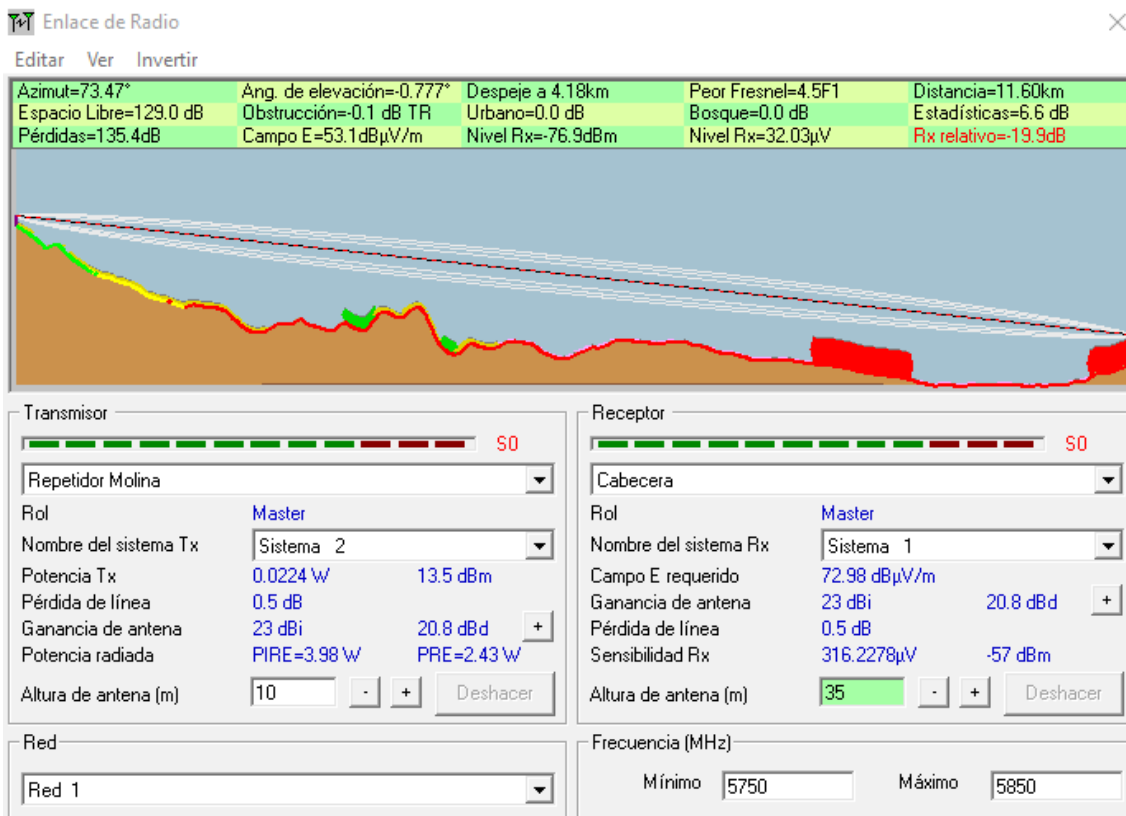 Enlace de Radio
Editar Ver Invertir
Azimut=73.47° Ang. de elevación=-0.777° Despeje a 4.18km Peor Fresnel=4.5F1 Distancia=11.60km
Espacio Libre=129.0 dB Obstrucción=-0.1 dB TR Urbano=0.0 dB Bosque=0.0 dB Estadísticas=6.6 dB
Pérdidas=135.4dB Campo E=53.1dBµV/m Nivel Rx=-76.9dBm Nivel Rx=32.03µV Rx relativo=-19.9dB
Transmisor
S0
Repetidor Molina
Rol Master
Nombre del sistema Tx Sistema 2
Potencia Tx 0.0224 W 13.5 dBm
Pérdida de línea 0.5 dB
Ganancia de antena 23 dBi 20.8 dBd +
Potencia radiada PIRE=3.98 W PRE=2.43 W
Altura de antena (m) 10 - + Deshacer
Receptor
S0
Cabecera
Rol Master
Nombre del sistema Rx Sistema 1
Campo E requerido 72.98 dBµV/m
Ganancia de antena 23 dBi 20.8 dBd +
Pérdida de línea 0.5 dB
Sensibilidad Rx 316.2278µV -57 dBm
Altura de antena (m) 35 - + Deshacer
Red
Red 1
Frecuencia (MHz)
Mínimo 5750 Máximo 5850